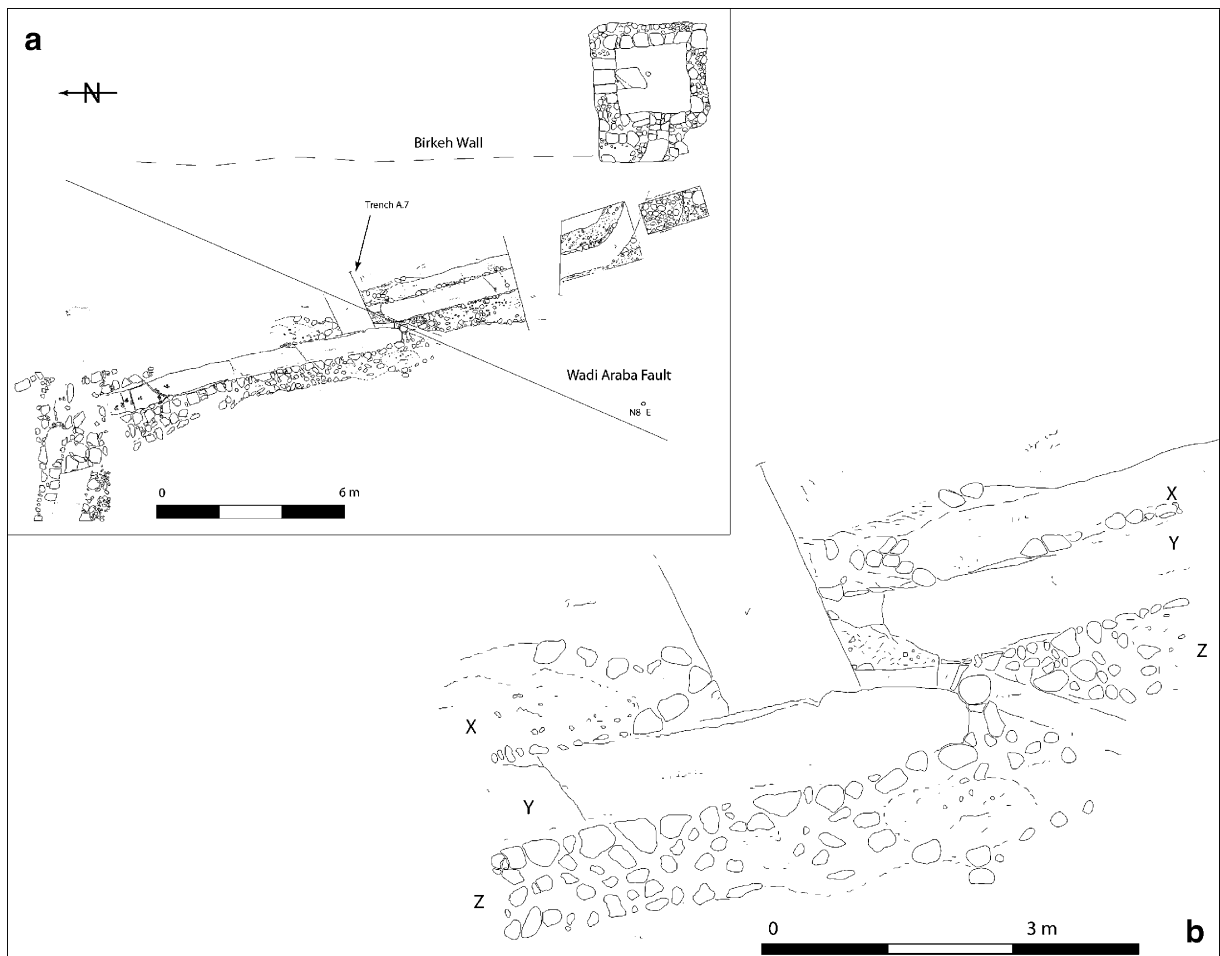 a
N
Birkeh Wall
Trench A.7
Wadi Araba Fault
N8 E
0 6 m
X
Y
Z
X
Y
Z
0 3 m
b